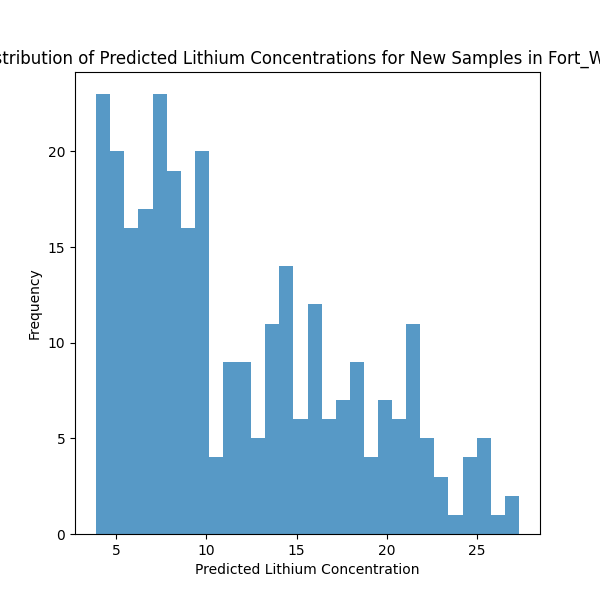 stribution of Predicted Lithium Concentrations for New Samples in Fort_W
Frequency
20
15
10
5
0
5 10 15 20 25
Predicted Lithium Concentration